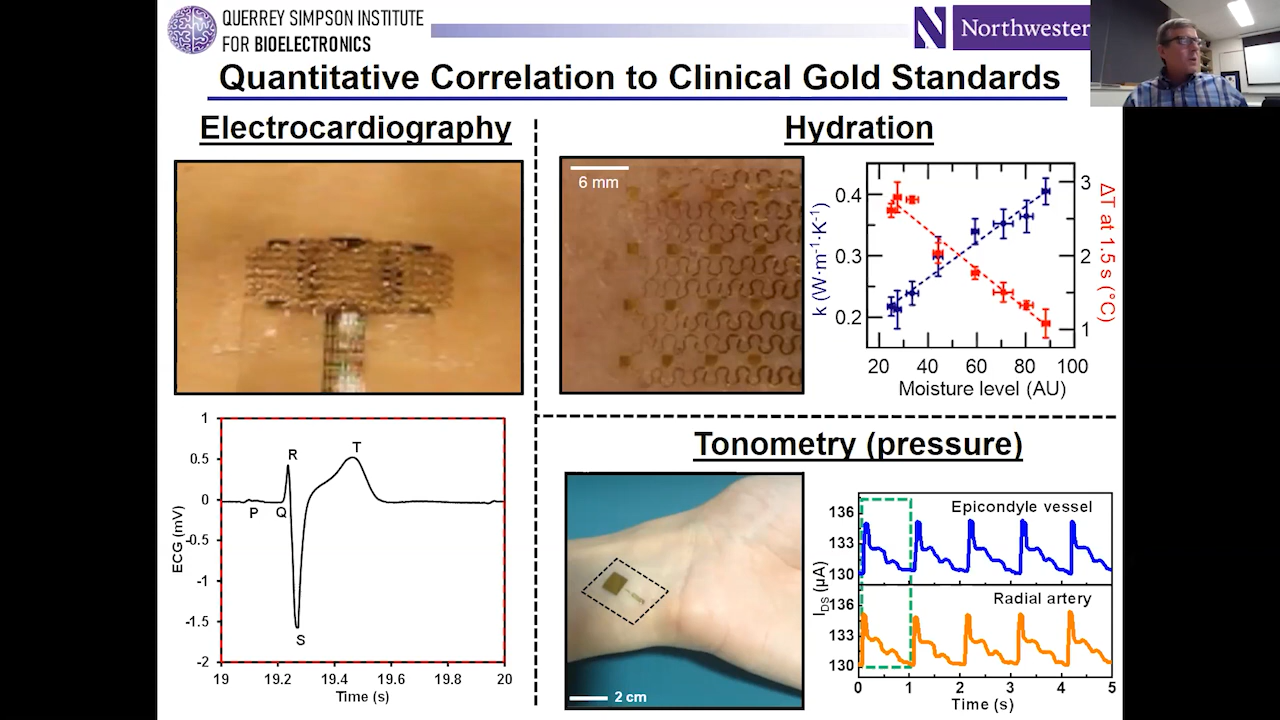 QUERREY SIMPSON INSTITUTE
FOR BIOELECTRONICS
N Northwester
Quantitative Correlation to Clinical Gold Standards
Electrocardiography
1
0.5
0
-0.5
-1
-1.5
-2
ECG (mV)
P
Q
R
S
T
19
19.2
19.4
19.6
19.8
20
Time (s)
Hydration
6 mm
k (W·m⁻¹·K⁻¹)
0.4
0.3
0.2
3
2
1
ΔT at 1.5 s (°C)
20
40
60
80
100
Moisture level (AU)
Tonometry (pressure)
2 cm
I_DS (μA)
136
133
130
Epicondyle vessel
136
133
130
Radial artery
0
1
2
3
4
5
Time (s)